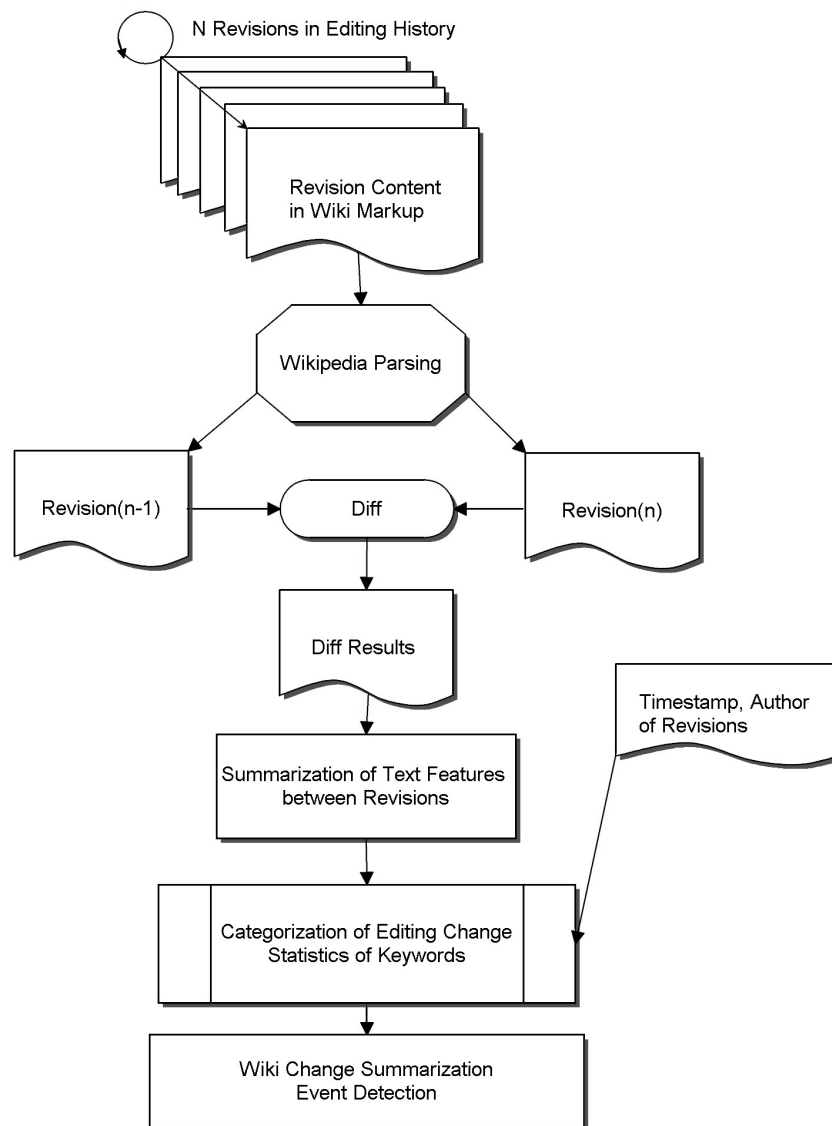 N Revisions in Editing History
Revision Content
in Wiki Markup
Wikipedia Parsing
Revision(n-1)
Diff
Revision(n)
Diff Results
Timestamp, Author
of Revisions
Summarization of Text Features
between Revisions
Categorization of Editing Change
Statistics of Keywords
Wiki Change Summarization
Event Detection